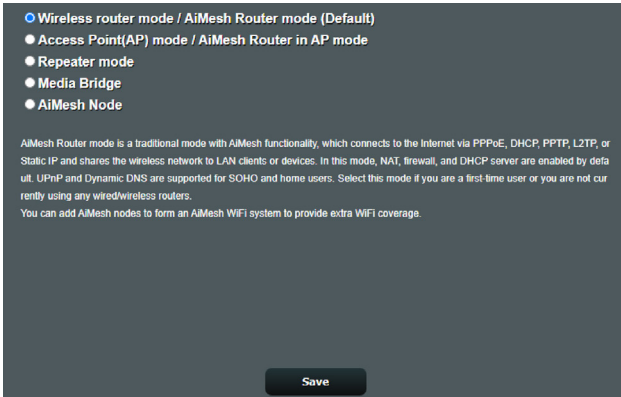 Wireless router mode / AiMesh Router mode (Default)
Access Point(AP) mode / AiMesh Router in AP mode
Repeater mode
Media Bridge
AiMesh Node
AiMesh Router mode is a traditional mode with AiMesh functionality, which connects to the Internet via PPPoE, DHCP, PPTP, L2TP, or
Static IP and shares the wireless network to LAN clients or devices. In this mode, NAT, firewall, and DHCP server are enabled by defa
ult. UPnP and Dynamic DNS are supported for SOHO and home users. Select this mode if you are a first-time user or you are not cur
rently using any wired/wireless routers.
You can add AiMesh nodes to form an AiMesh WiFi system to provide extra WiFi coverage.
Save